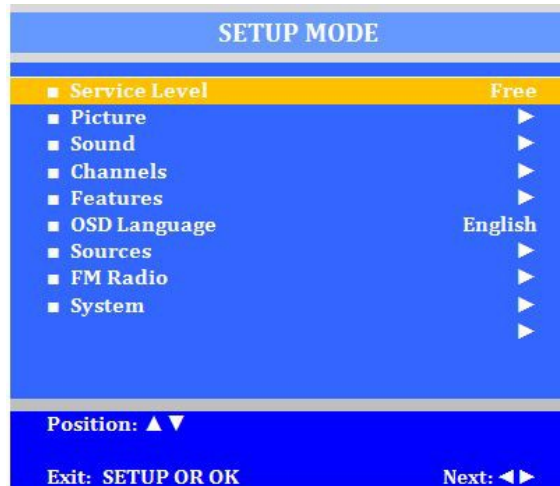 SETUP MODE
■ Service Level Free
■ Picture ▶
■ Sound ▶
■ Channels ▶
■ Features ▶
■ OSD Language English
■ Sources ▶
■ FM Radio ▶
■ System ▶
▶
Position: ▲▼
Exit: SETUP OR OK Next: ◀▶